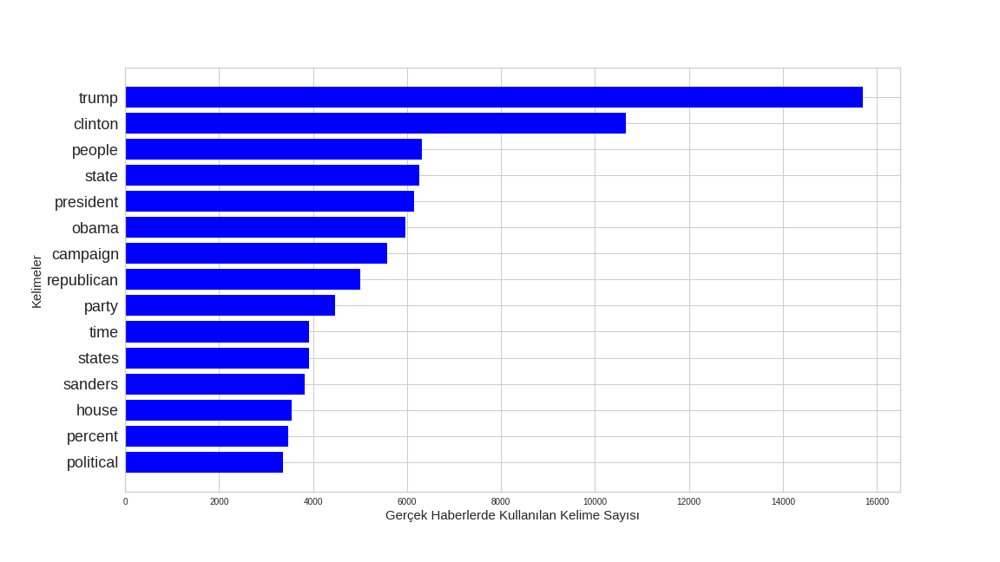 trump
clinton
people
state
president
obama
campaign
republican
party
time
states
sanders
house
percent
political
Kelimeler
0 2000 4000 6000 8000 10000 12000 14000 16000
Gerçek Haberlerde Kullanılan Kelime Sayısı